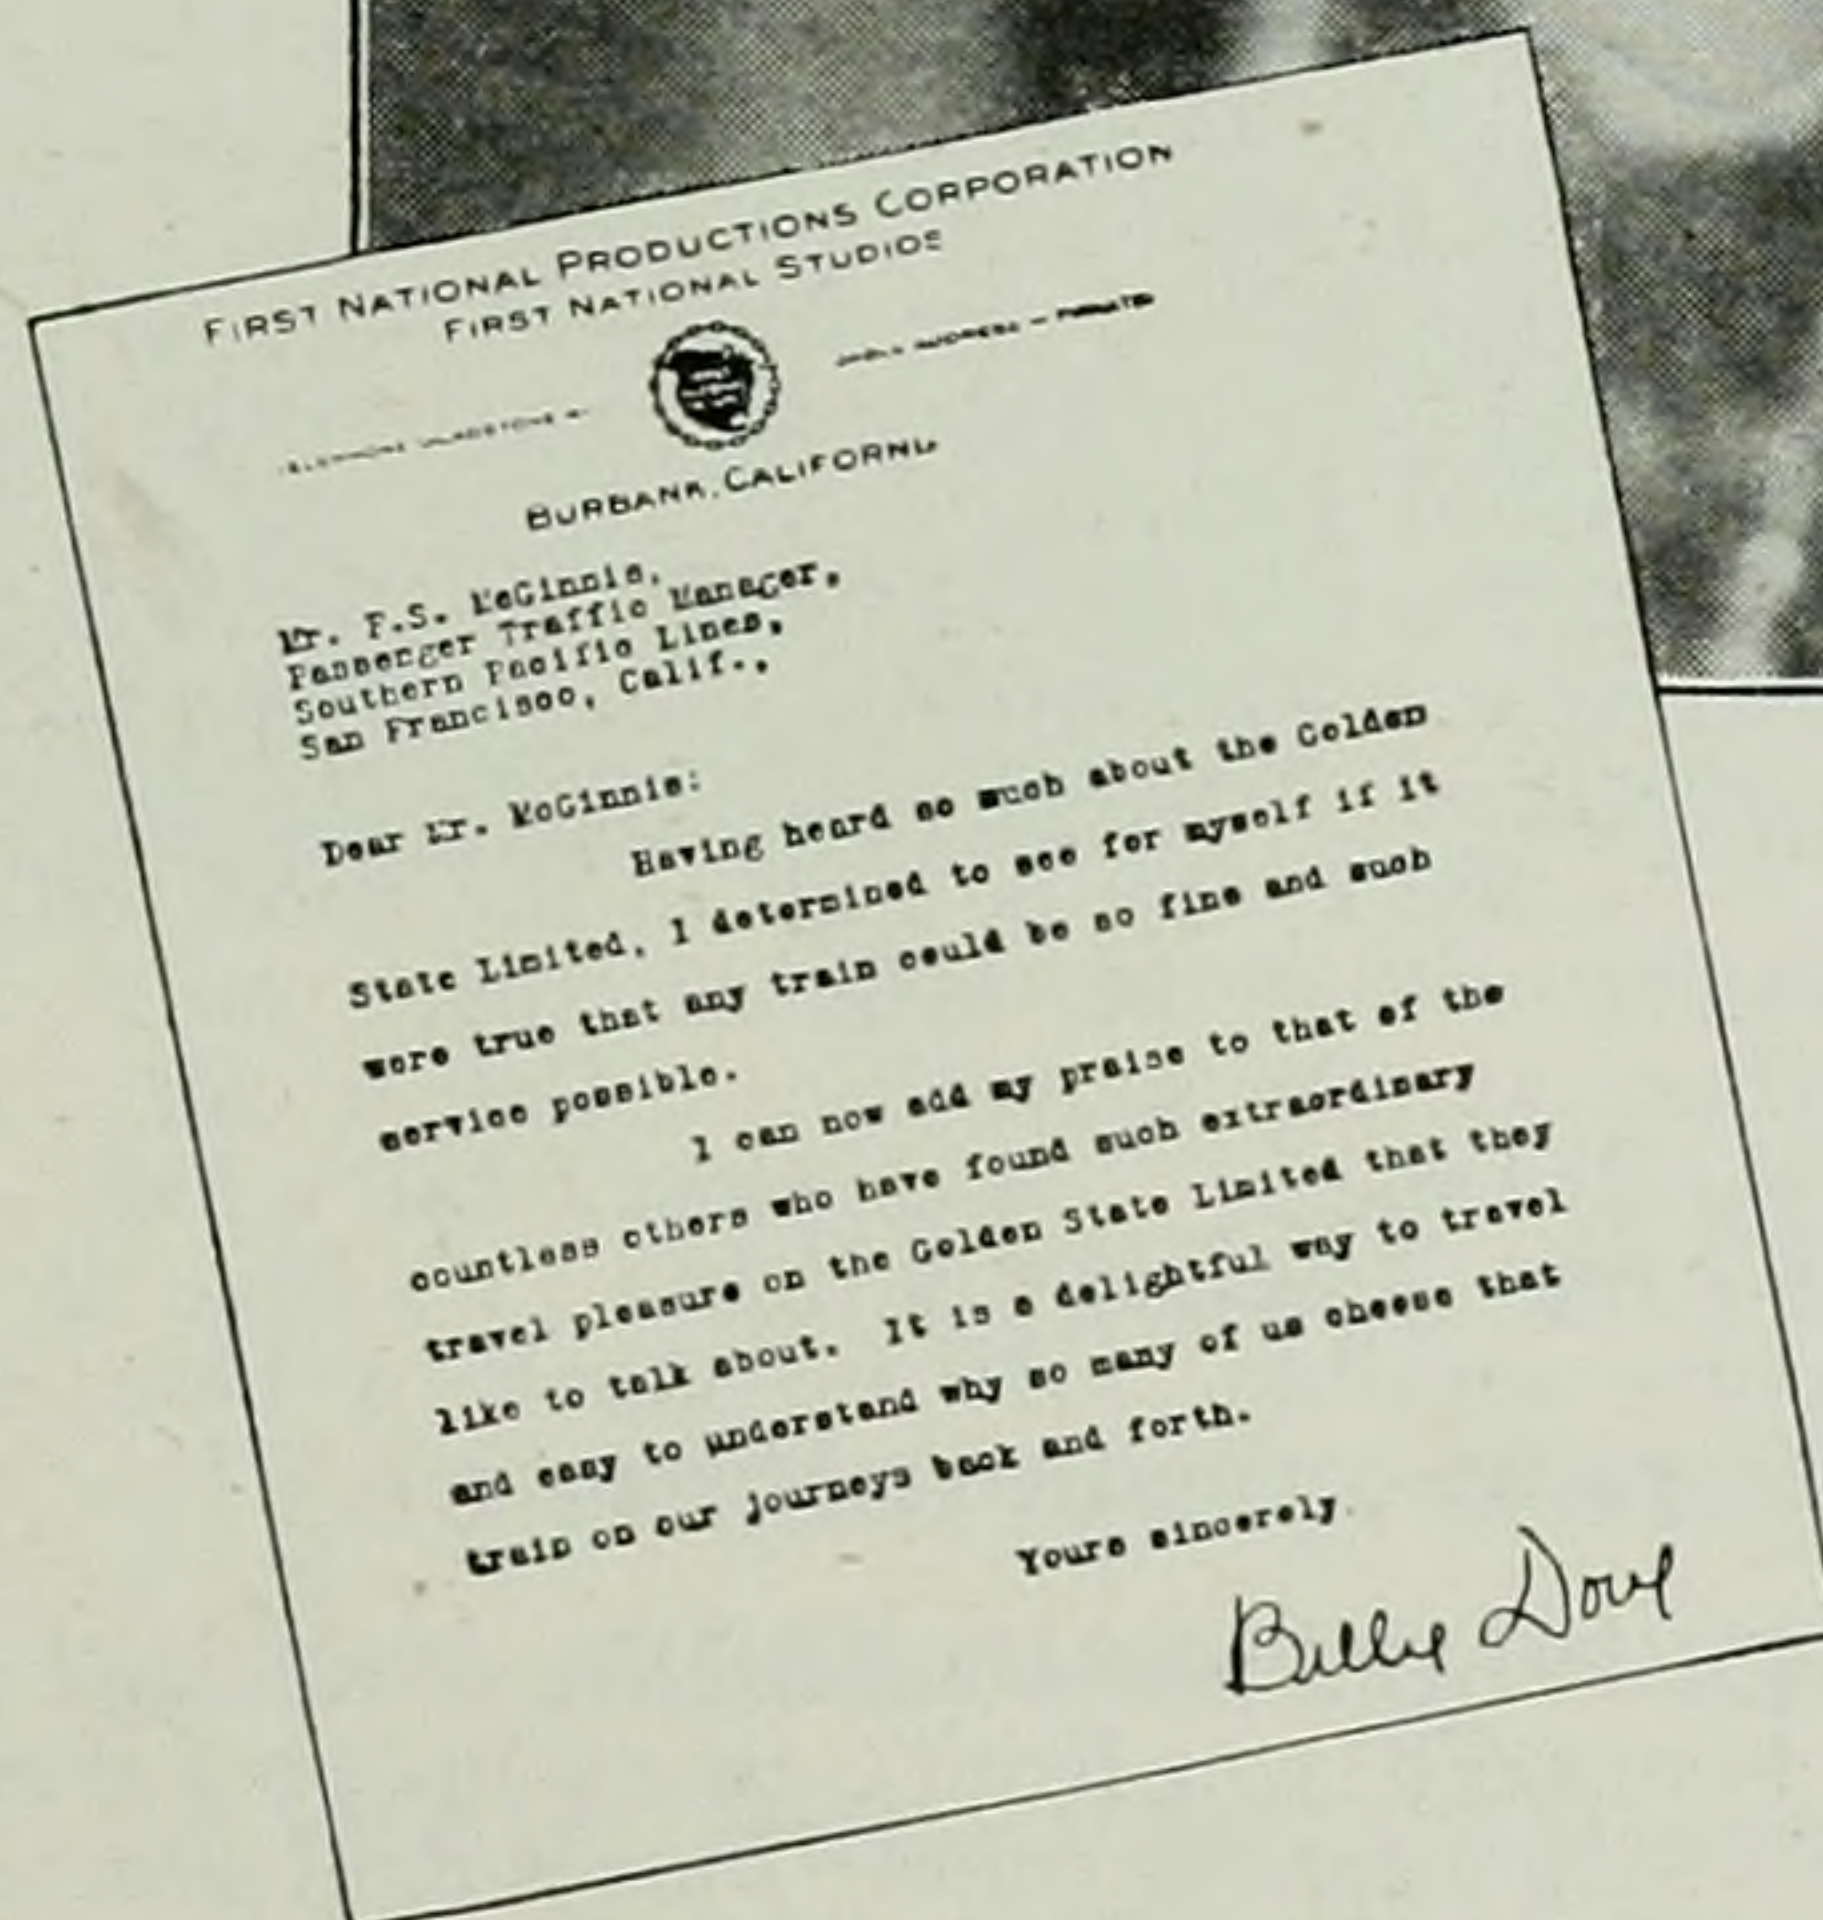 FIRST NATIONAL PRODUCTIONS CORPORATION
FIRST NATIONAL STUDIOS
ADDRESS —
BURBANK, CALIFORNIA
Mr. F.S. McGinnis,
Passenger Traffic Manager,
Southern Pacific Lines,
San Francisco, Calif.,
Dear Mr. McGinnis:
Having heard so much about the Golden
State Limited, I determined to see for myself if it
were true that any train could be so fine and such
service possible.
I can now add my praise to that of the
countless others who have found such extraordinary
travel pleasure on the Golden State Limited that they
like to talk about. It is a delightful way to travel
and easy to understand why so many of us choose that
train on our journeys back and forth.
Yours sincerely
Billie Dove